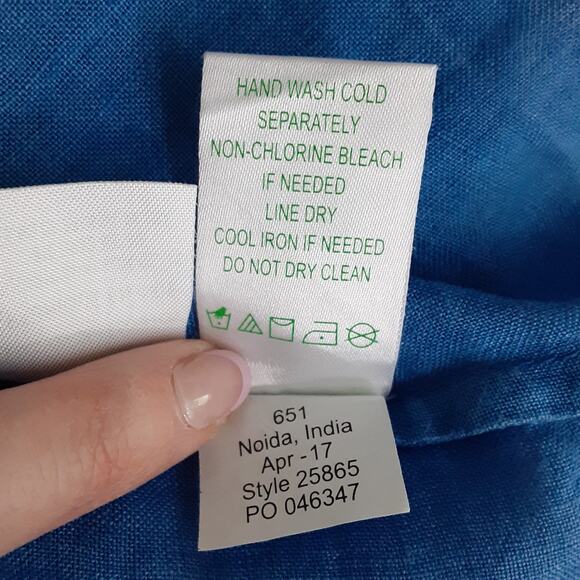 HAND WASH COLD
SEPARATELY
NON-CHLORINE BLEACH
IF NEEDED
LINE DRY
COOL IRON IF NEEDED
DO NOT DRY CLEAN
651
Noida, India
Apr - 17
Style 25865
PO 046347